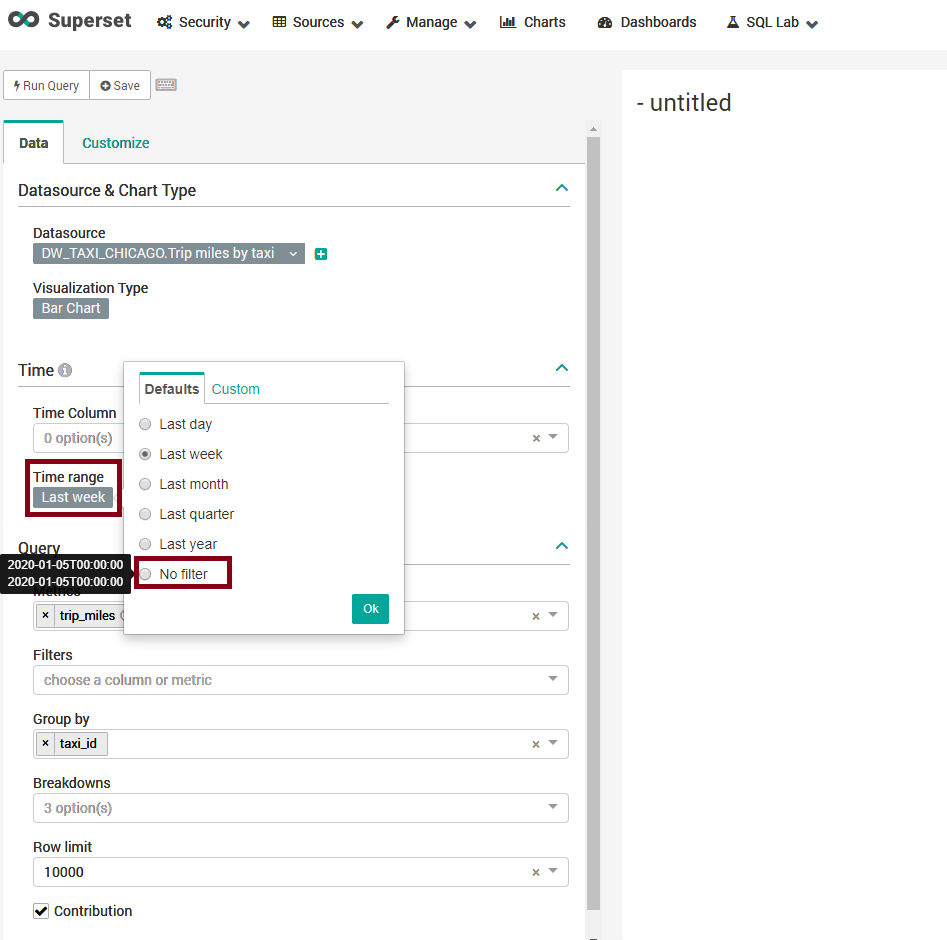 Superset Security Sources Manage Charts Dashboards SQL Lab
Run Query Save
- untitled
Data Customize
Datasource & Chart Type
Datasource
DW_TAXI_CHICAGO.Trip miles by taxi
Visualization Type
Bar Chart
Time
Defaults Custom
Time Column
0 option(s)
Time range
Last week
Last day
Last week
Last month
Last quarter
Last year
No filter
Ok
Query
2020-01-05T00:00:00
2020-01-05T00:00:00
Metrics
× trip_miles
Filters
choose a column or metric
Group by
× taxi_id
Breakdowns
3 option(s)
Row limit
10000
Contribution